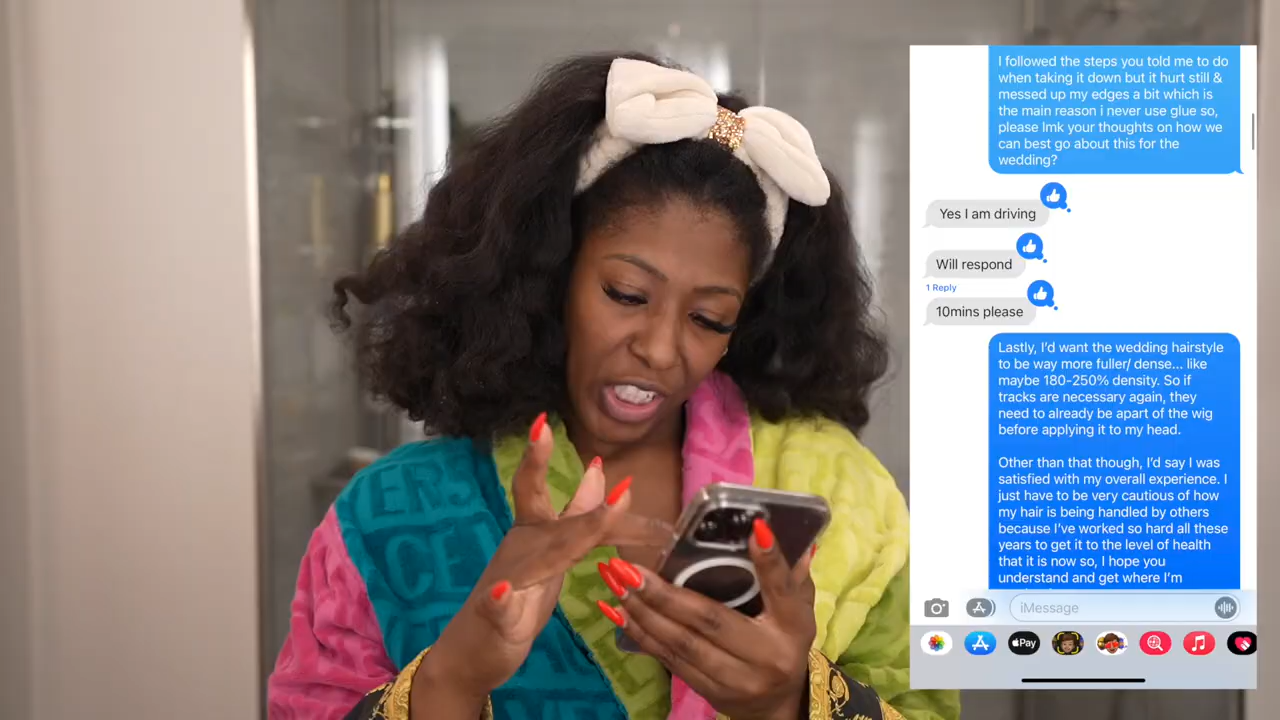 I followed the steps you told me to do
when taking it down but it hurt still &
messed up my edges a bit which is
the main reason i never use glue so,
please lmk your thoughts on how we
can best go about this for the
wedding?
Yes I am driving
Will respond
1 Reply
10mins please
Lastly, I'd want the wedding hairstyle
to be way more fuller/ dense... like
maybe 180-250% density. So if
tracks are necessary again, they
need to already be apart of the wig
before applying it to my head.
Other than that though, I'd say I was
satisfied with my overall experience. I
just have to be very cautious of how
my hair is being handled by others
because I've worked so hard all these
years to get it to the level of health
that it is now so, I hope you
understand and get where I'm
iMessage
Pay